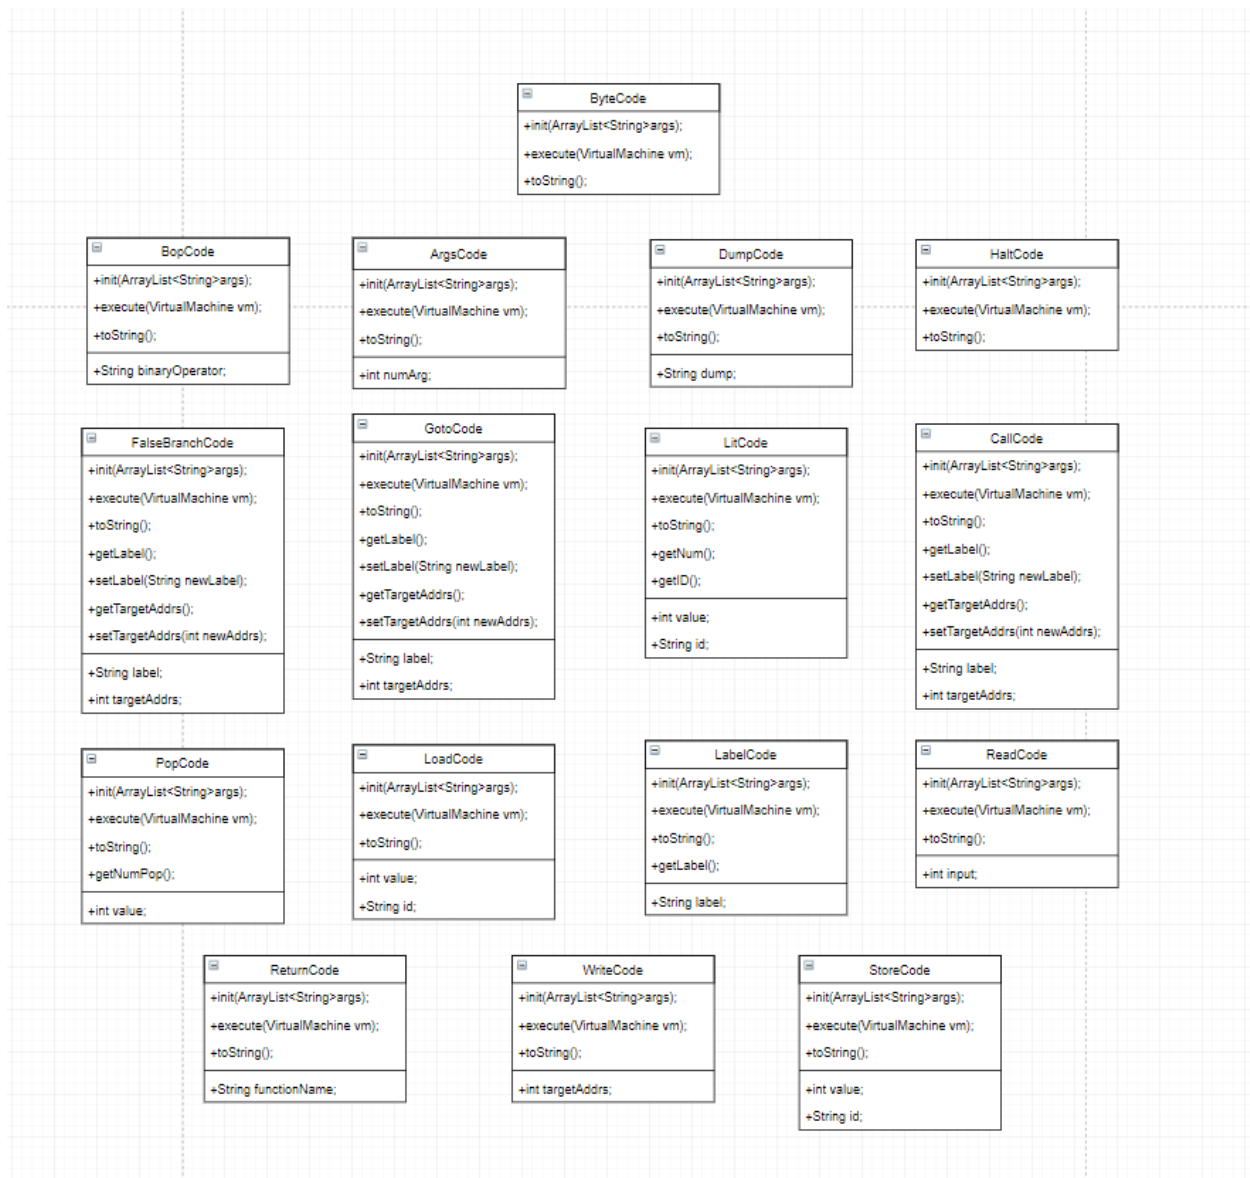 ByteCode
+init(ArrayList<String>args);
+execute(VirtualMachine vm);
+toString();
BopCode
+init(ArrayList<String>args);
+execute(VirtualMachine vm);
+toString();
+String binaryOperator;
ArgsCode
+init(ArrayList<String>args);
+execute(VirtualMachine vm);
+toString();
+int numArg;
DumpCode
+init(ArrayList<String>args);
+execute(VirtualMachine vm);
+toString();
+String dump;
HaltCode
+init(ArrayList<String>args);
+execute(VirtualMachine vm);
+toString();
FalseBranchCode
+init(ArrayList<String>args);
+execute(VirtualMachine vm);
+toString();
+getLabel();
+setLabel(String newLabel);
+getTargetAddrs();
+setTargetAddrs(int newAddrs);
+String label;
+int targetAddrs;
GotoCode
+init(ArrayList<String>args);
+execute(VirtualMachine vm);
+toString();
+getLabel();
+setLabel(String newLabel);
+getTargetAddrs();
+setTargetAddrs(int newAddrs);
+String label;
+int targetAddrs;
LitCode
+init(ArrayList<String>args);
+execute(VirtualMachine vm);
+toString();
+getNum();
+getID();
+int value;
+String id;
CallCode
+init(ArrayList<String>args);
+execute(VirtualMachine vm);
+toString();
+getLabel();
+setLabel(String newLabel);
+getTargetAddrs();
+setTargetAddrs(int newAddrs);
+String label;
+int targetAddrs;
PopCode
+init(ArrayList<String>args);
+execute(VirtualMachine vm);
+toString();
+getNumPop();
+int value;
LoadCode
+init(ArrayList<String>args);
+execute(VirtualMachine vm);
+toString();
+int value;
+String id;
LabelCode
+init(ArrayList<String>args);
+execute(VirtualMachine vm);
+toString();
+getLabel();
+String label;
ReadCode
+init(ArrayList<String>args);
+execute(VirtualMachine vm);
+toString();
+int input;
ReturnCode
+init(ArrayList<String>args);
+execute(VirtualMachine vm);
+toString();
+String functionName;
WriteCode
+init(ArrayList<String>args);
+execute(VirtualMachine vm);
+toString();
+int targetAddrs;
StoreCode
+init(ArrayList<String>args);
+execute(VirtualMachine vm);
+toString();
+int value;
+String id;